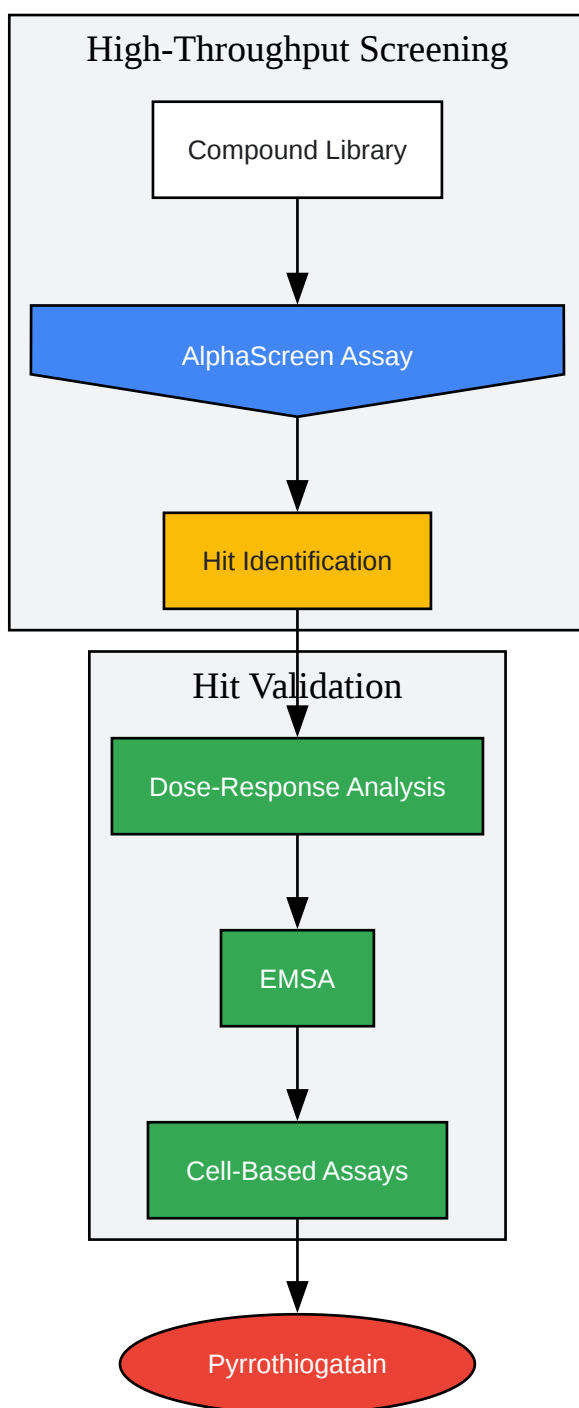 High-Throughput Screening
Compound Library
AlphaScreen Assay
Hit Identification
Hit Validation
Dose-Response Analysis
EMSA
Cell-Based Assays
Pyrrothiogatain